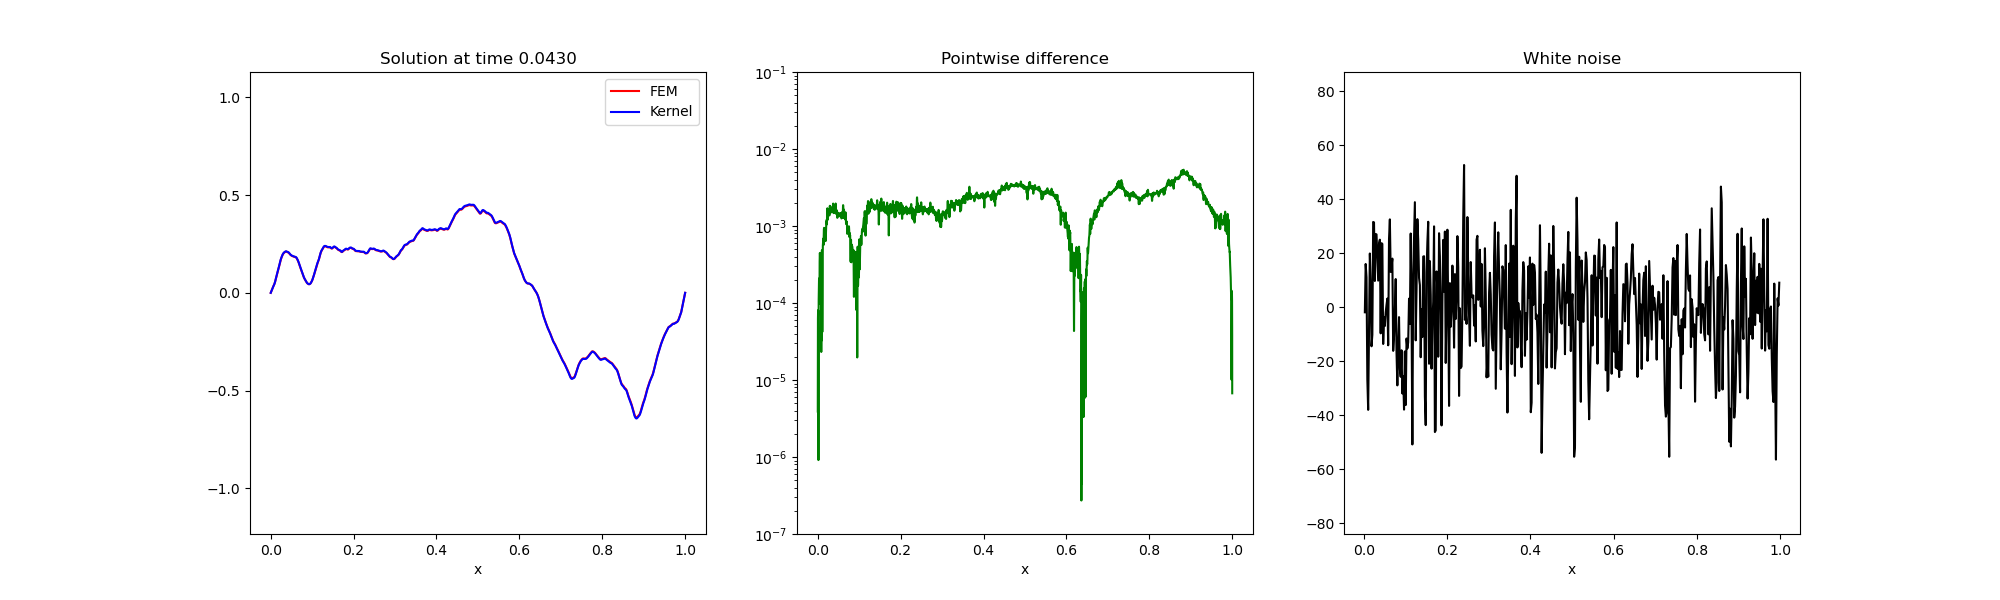 Solution at time 0.0430
FEM
Kernel
1.0
0.5
0.0
−0.5
−1.0
0.0 0.2 0.4 0.6 0.8 1.0
x
Pointwise difference
10⁻¹
10⁻²
10⁻³
10⁻⁴
10⁻⁵
10⁻⁶
10⁻⁷
0.0 0.2 0.4 0.6 0.8 1.0
x
White noise
80
60
40
20
0
−20
−40
−60
−80
0.0 0.2 0.4 0.6 0.8 1.0
x